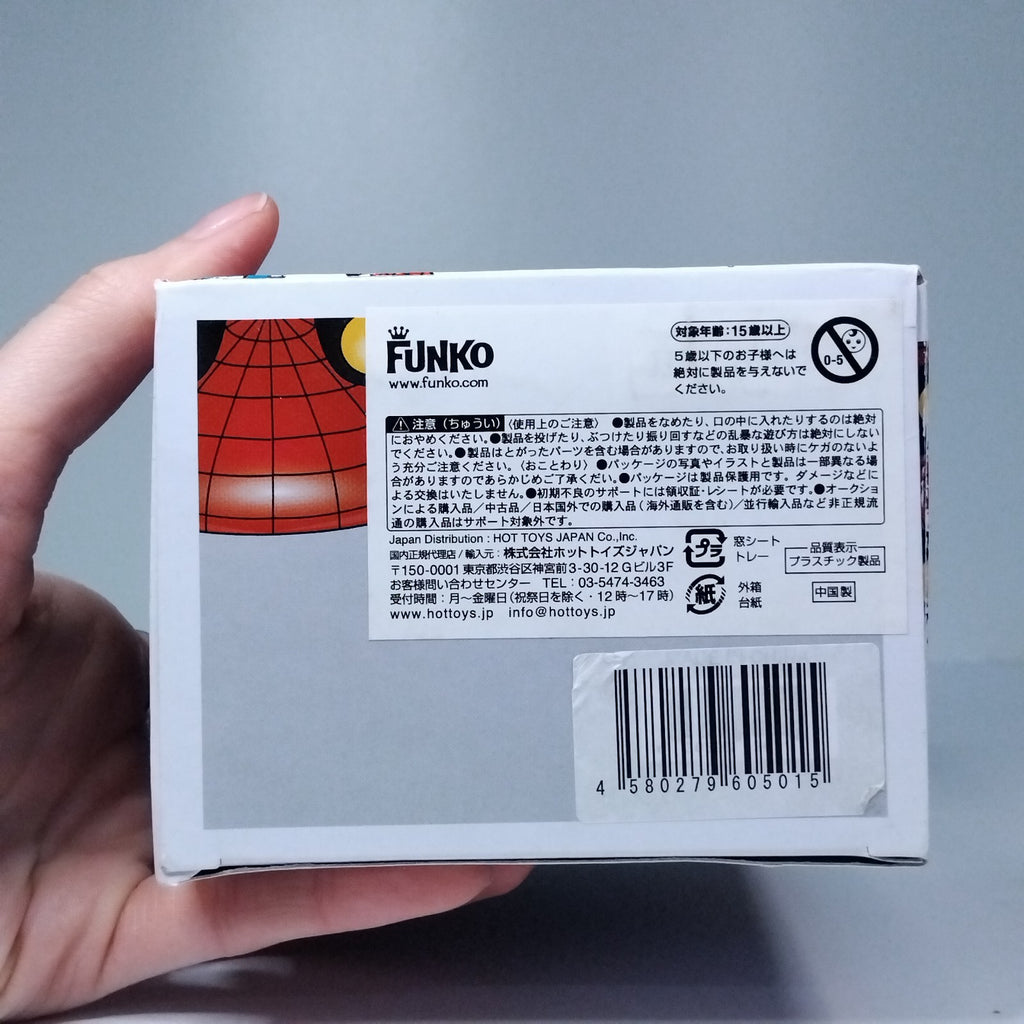 FUNKO
www.funko.com
対象年齢:15歳以上
5歳以下のお子様へは
絶対に製品を与えないで
ください。
0-5
注意（ちゅうい）〈使用上のご注意〉 ●製品をなめたり、口の中に入れたりするのは絶対
におやめください。●製品を投げたり、ぶつけたり振り回すなどの乱暴な遊び方は絶対にしない
でください。●製品はとがったパーツを含む場合がありますので、お取り扱い時にケガのないよ
う充分ご注意ください。〈おことわり〉 ●パッケージの写真やイラストと製品は一部異なる場
合がありますのであらかじめご了承くだい。●パッケージは製品保護用です。ダメージなどに
よる交換はいたしません。●初期不良のサポートには領収証・レシートが必要です。●オークショ
ンによる購入品／中古品／日本国外での購入品（海外通販を含む）／並行輸入品など非正規流
通の購入品はサポート対象外です。
Japan Distribution : HOT TOYS JAPAN Co.,Inc.
国内正規代理店 / 輸入元 : 株式会社ホットトイズジャパン
〒150-0001 東京都渋谷区神宮前3-30-12 Gビル3F
お客様問い合わせセンター TEL : 03-5474-3463
受付時間 : 月〜金曜日（祝祭日を除く・12時〜17時）
www.hottoys.jp info@hottoys.jp
プラ
窓シート
トレー
紙
外箱
台紙
品質表示
プラスチック製品
中国製
4 580279 605015